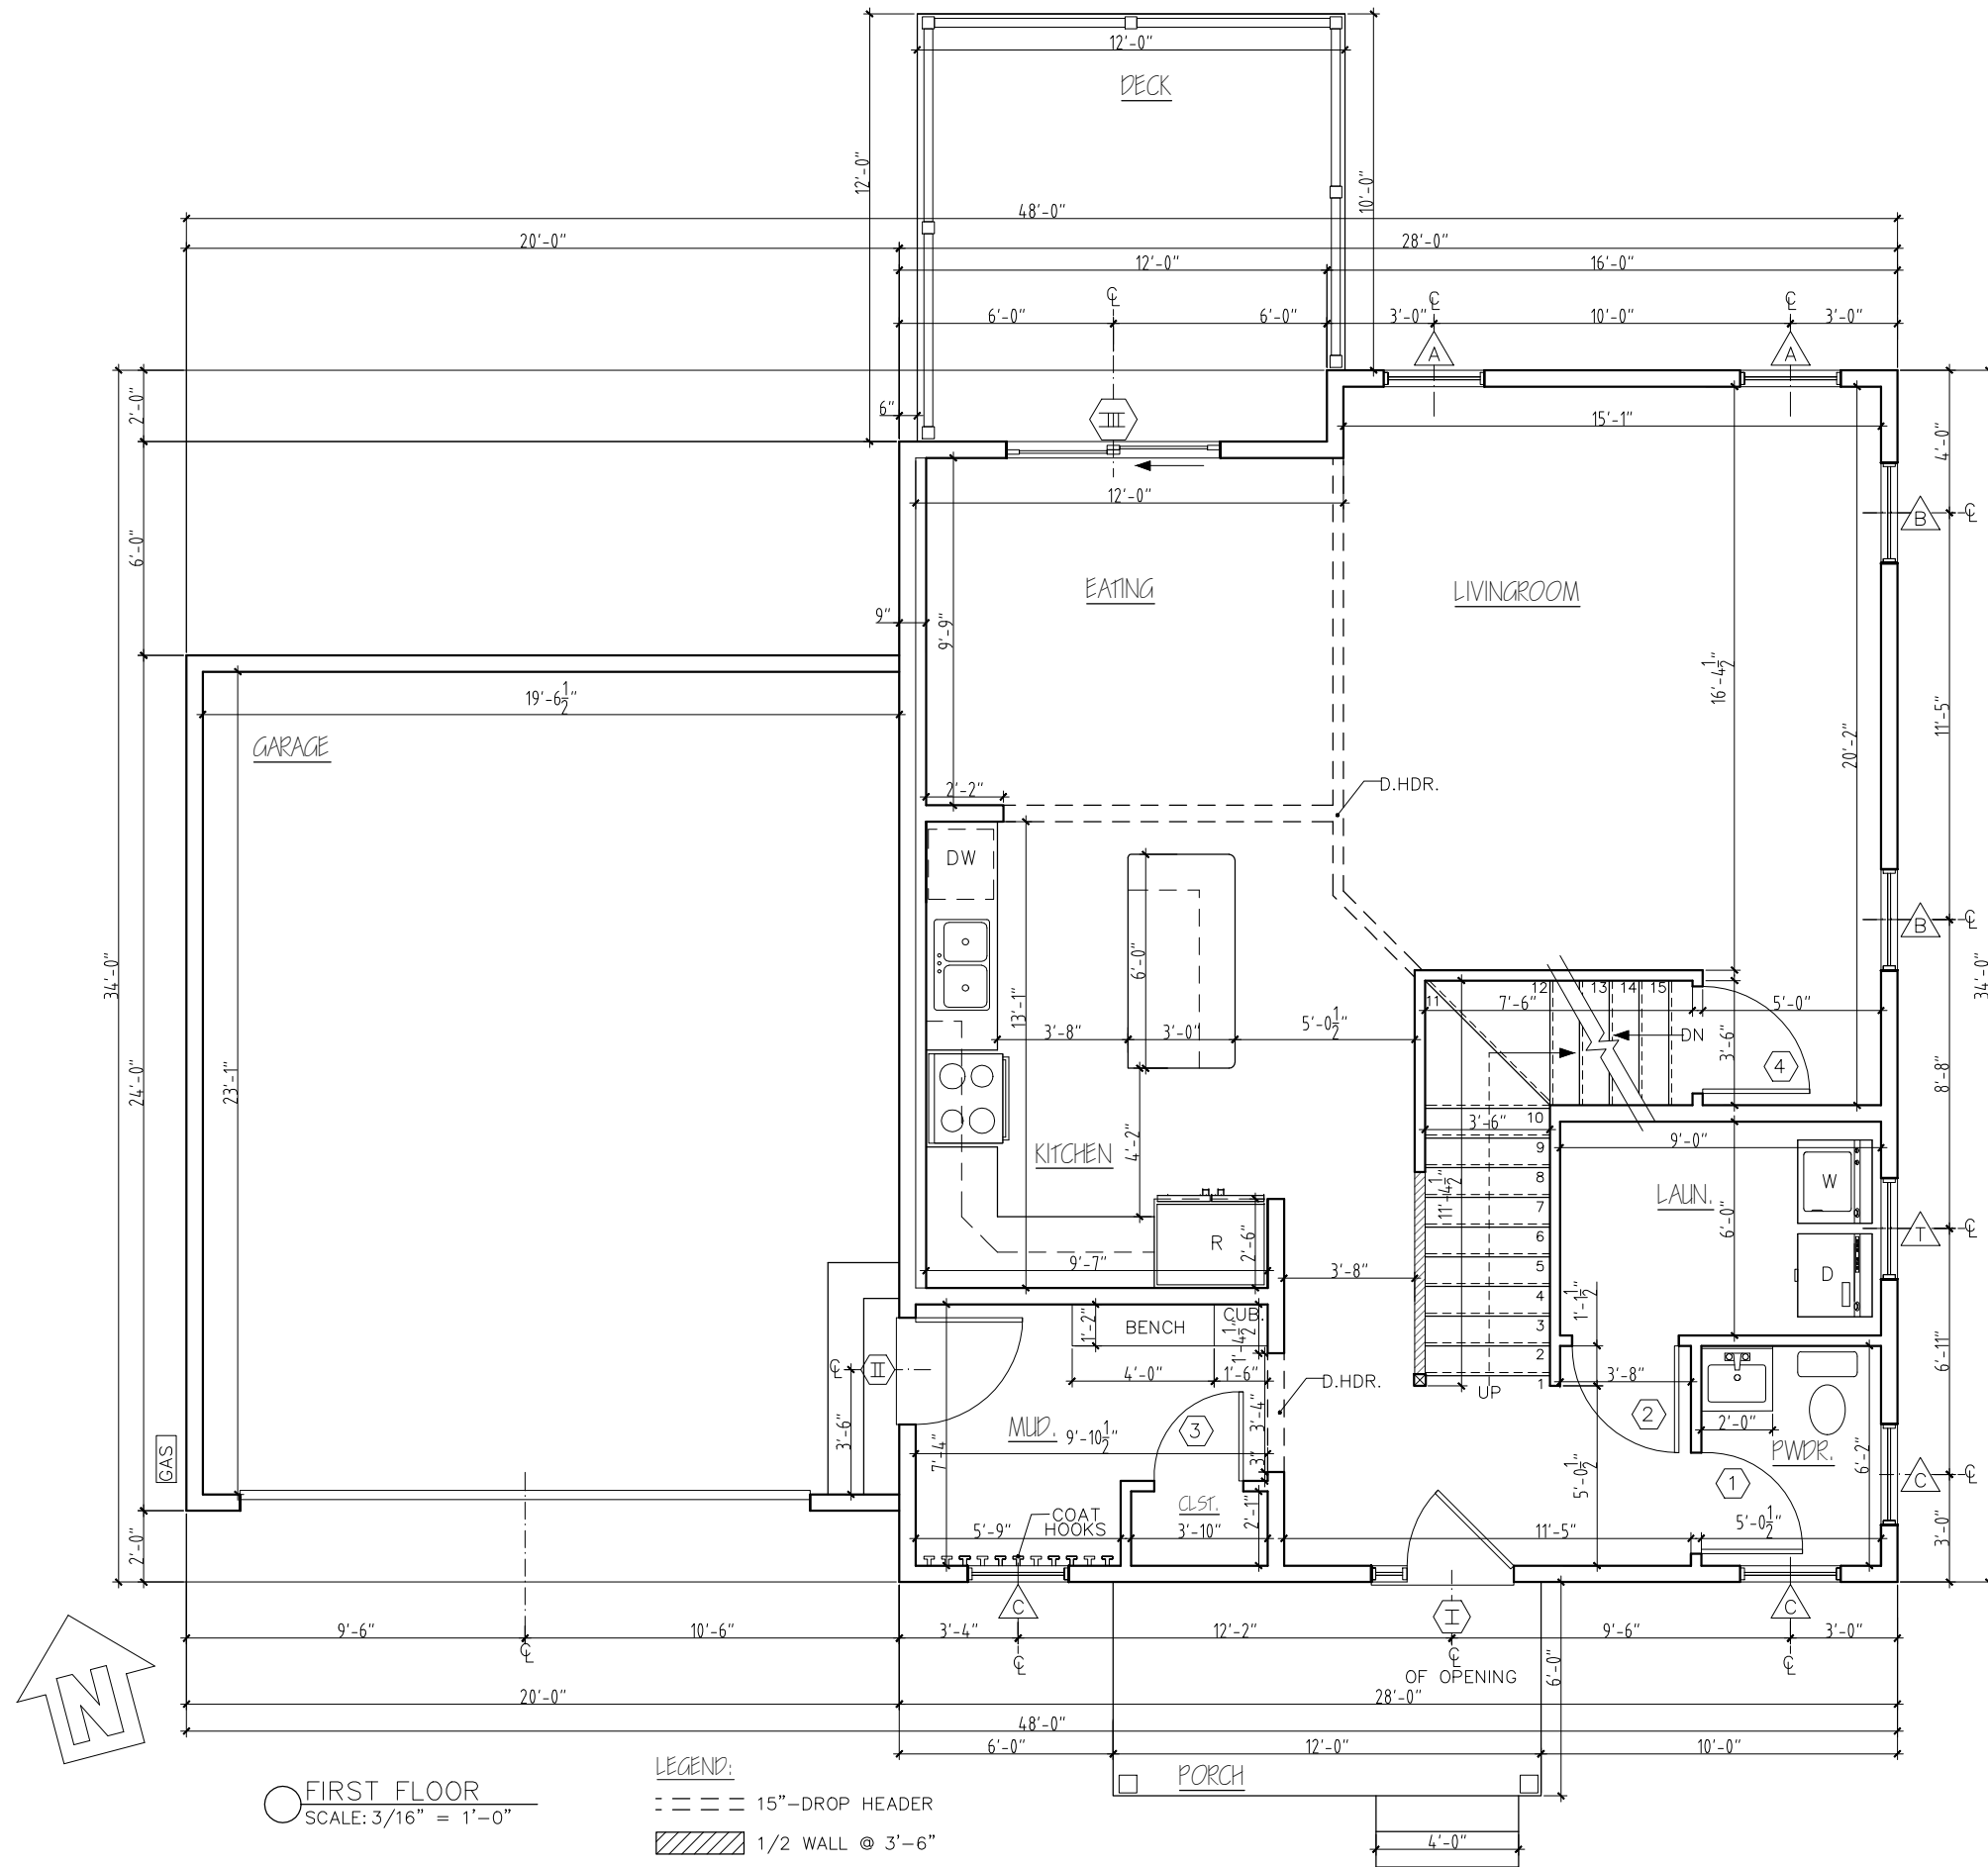 12'-0"
DECK
12'-0"
10'-0"
48'-0"
20'-0"
28'-0"
12'-0"
16'-0"
℄
℄
℄
6'-0"
6'-0"
3'-0"
10'-0"
3'-0"
A
A
2'-0"
6"
III
15'-1"
4'-0"
12'-0"
B
℄
6'-0"
EATING
LIVINGROOM
9"
9'-9"
16'-4 1/2"
19'-6 1/2"
11'-5"
GARAGE
20'-2"
2'-2"
D.HDR.
DW
B
℄
34'-0"
6'-0"
34'-0"
11
12
13
14
15
7'-6"
5'-0"
13'-1"
3'-8"
3'-0"
5'-0 1/2"
DN
3'-6"
4
8'-8"
24'-0"
23'-1"
3'-6"
10
4'-2"
KITCHEN
9'-0"
9
8
W
11'-4 1/2"
LAUN.
7
6'-0"
T
℄
R
2'-6"
6
9'-7"
3'-8"
5
D
4
1'-1 1/2"
1'-2"
BENCH
CUB.
1'-4 1/2"
3
2
℄
II
4'-0"
1'-6"
D.HDR.
3'-8"
6'-11"
UP
1
3'-4"
2
2'-0"
3'-6"
MUD.
9'-10 1/2"
3
7'-4"
3"
PWDR.
6'-2"
GAS
5'-0 1/2"
1
C
℄
CLST.
2'-1"
COAT
HOOKS
5'-9"
3'-10"
11'-5"
5'-0 1/2"
3'-0"
2'-0"
C
I
C
9'-6"
10'-6"
3'-4"
12'-2"
9'-6"
3'-0"
℄
℄
℄
℄
OF OPENING
6'-0"
N
20'-0"
28'-0"
48'-0"
6'-0"
12'-0"
10'-0"
LEGEND:
PORCH
FIRST FLOOR
15"-DROP HEADER
SCALE: 3/16" = 1'-0"
1/2 WALL @ 3'-6"
4'-0"